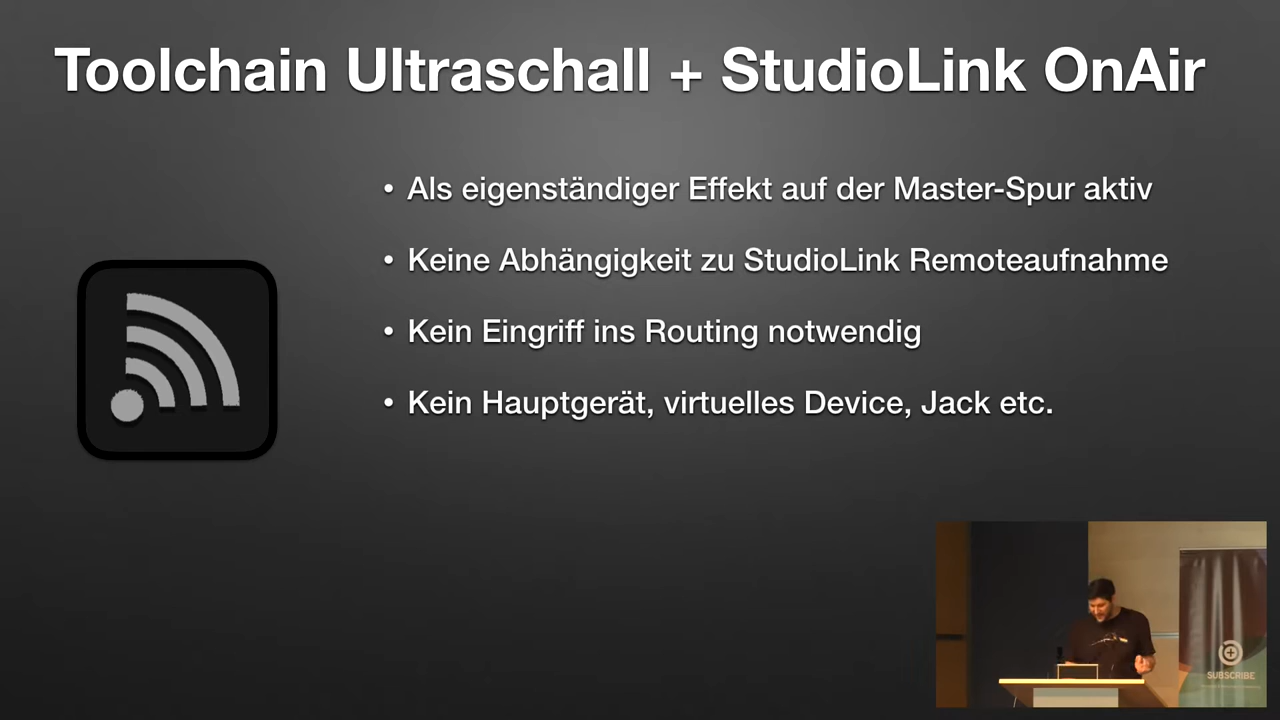 Toolchain Ultraschall + StudioLink OnAir
• Als eigenständiger Effekt auf der Master-Spur aktiv
• Keine Abhängigkeit zu StudioLink Remoteaufnahme
• Kein Eingriff ins Routing notwendig
• Kein Hauptgerät, virtuelles Device, Jack etc.
SUBSCRIBE